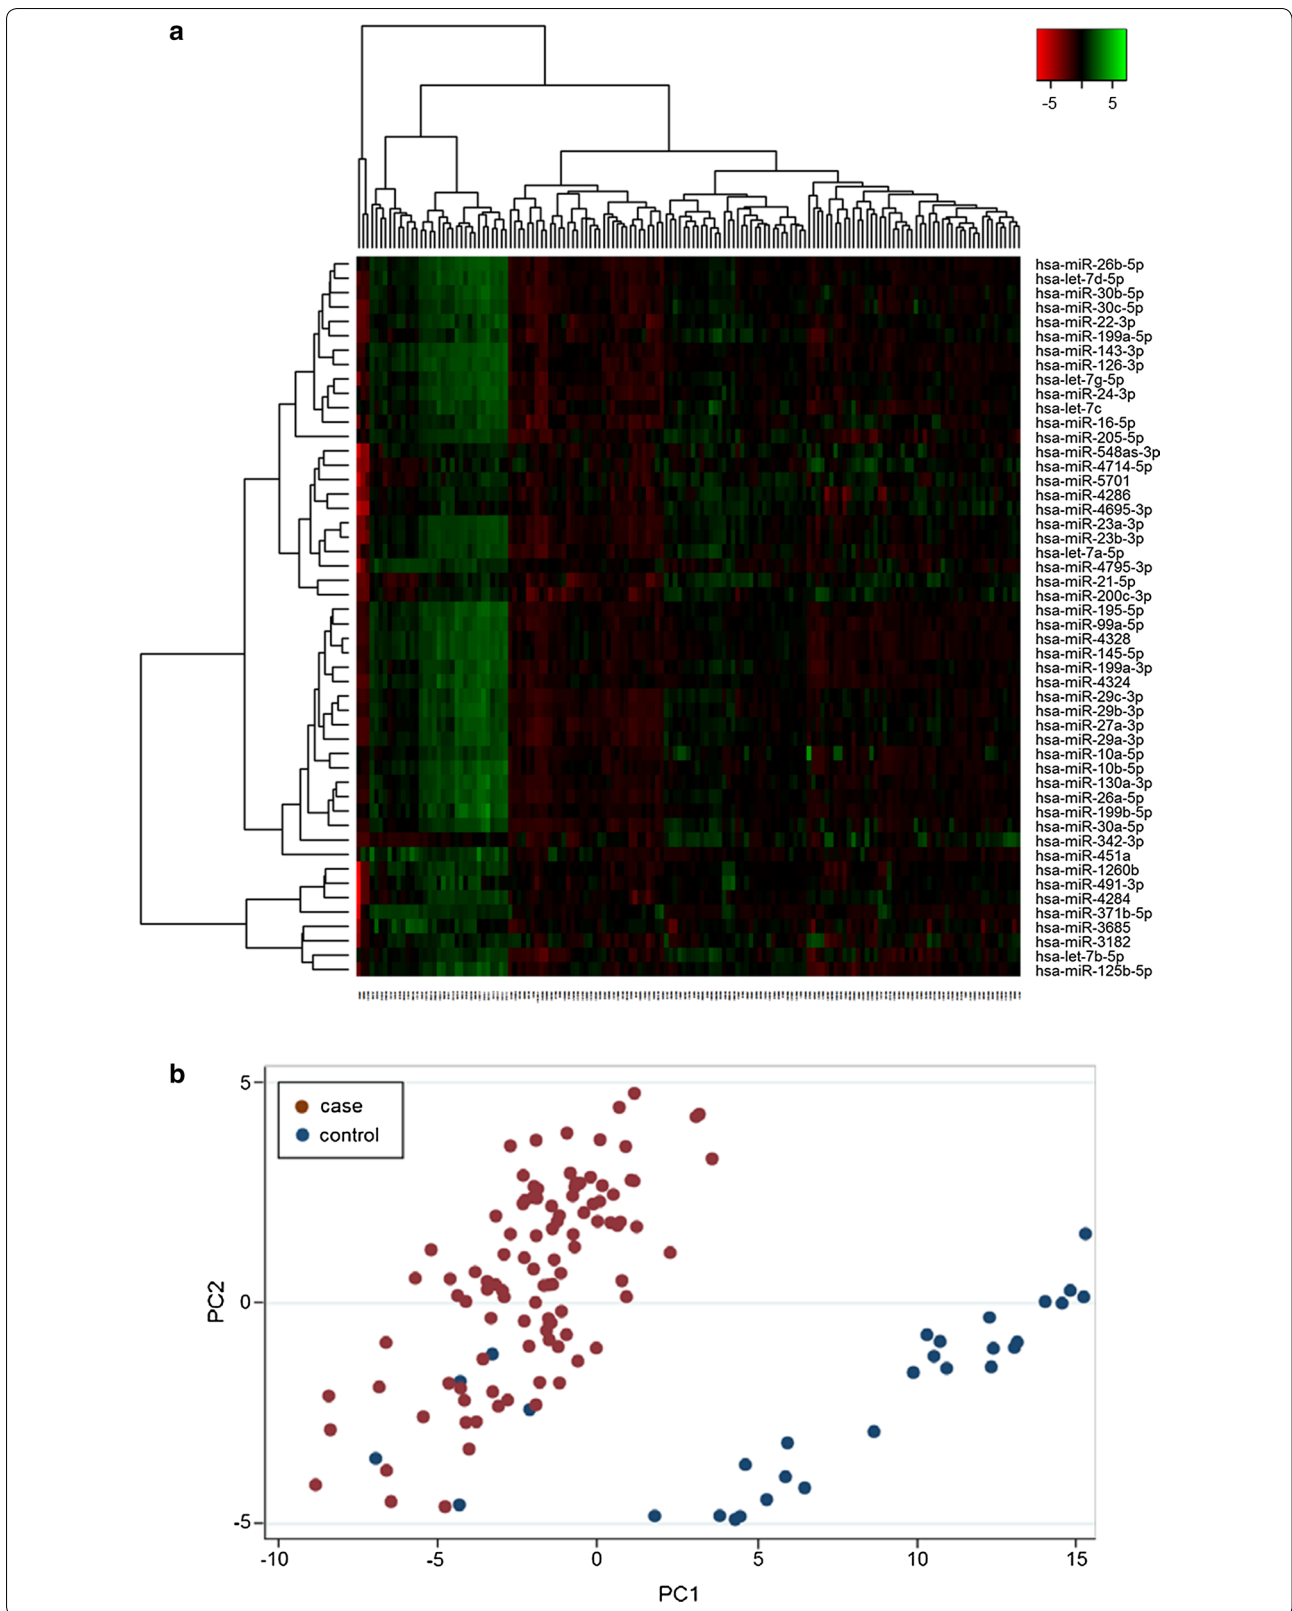 a
-5 5
hsa-miR-26b-5p
hsa-let-7d-5p
hsa-miR-30b-5p
hsa-miR-30c-5p
hsa-miR-22-3p
hsa-miR-199a-5p
hsa-miR-143-3p
hsa-miR-126-3p
hsa-let-7g-5p
hsa-miR-24-3p
hsa-let-7c
hsa-miR-16-5p
hsa-miR-205-5p
hsa-miR-548as-3p
hsa-miR-4714-5p
hsa-miR-5701
hsa-miR-4286
hsa-miR-4695-3p
hsa-miR-23a-3p
hsa-miR-23b-3p
hsa-let-7a-5p
hsa-miR-4795-3p
hsa-miR-21-5p
hsa-miR-200c-3p
hsa-miR-195-5p
hsa-miR-99a-5p
hsa-miR-4328
hsa-miR-145-5p
hsa-miR-199a-3p
hsa-miR-4324
hsa-miR-29c-3p
hsa-miR-29b-3p
hsa-miR-27a-3p
hsa-miR-29a-3p
hsa-miR-10a-5p
hsa-miR-10b-5p
hsa-miR-130a-3p
hsa-miR-26a-5p
hsa-miR-199b-5p
hsa-miR-30a-5p
hsa-miR-342-3p
hsa-miR-451a
hsa-miR-1260b
hsa-miR-491-3p
hsa-miR-4284
hsa-miR-371b-5p
hsa-miR-3685
hsa-miR-3182
hsa-let-7b-5p
hsa-miR-125b-5p
b
5
case
control
PC2
0
-5
-10 -5 0 5 10 15
PC1